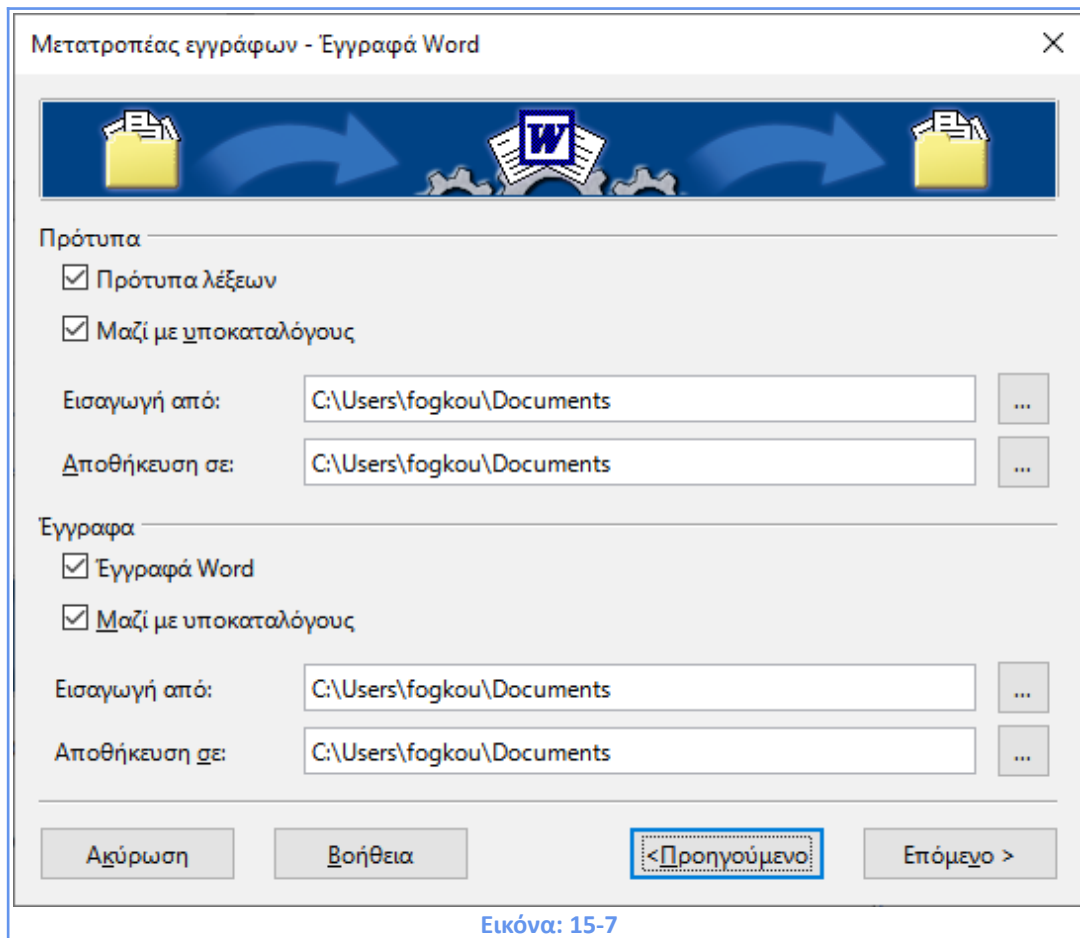 Μετατροπέας εγγράφων - Έγγραφά Word
W
Πρότυπα
Πρότυπα λέξεων
Μαζί με υποκαταλόγους
Εισαγωγή από: C:\Users\fogkou\Documents ...
Αποθήκευση σε: C:\Users\fogkou\Documents ...
Έγγραφα
Έγγραφά Word
Μαζί με υποκαταλόγους
Εισαγωγή από: C:\Users\fogkou\Documents ...
Αποθήκευση σε: C:\Users\fogkou\Documents ...
Ακύρωση Βοήθεια <Προηγούμενο Επόμενο >
Εικόνα: 15-7